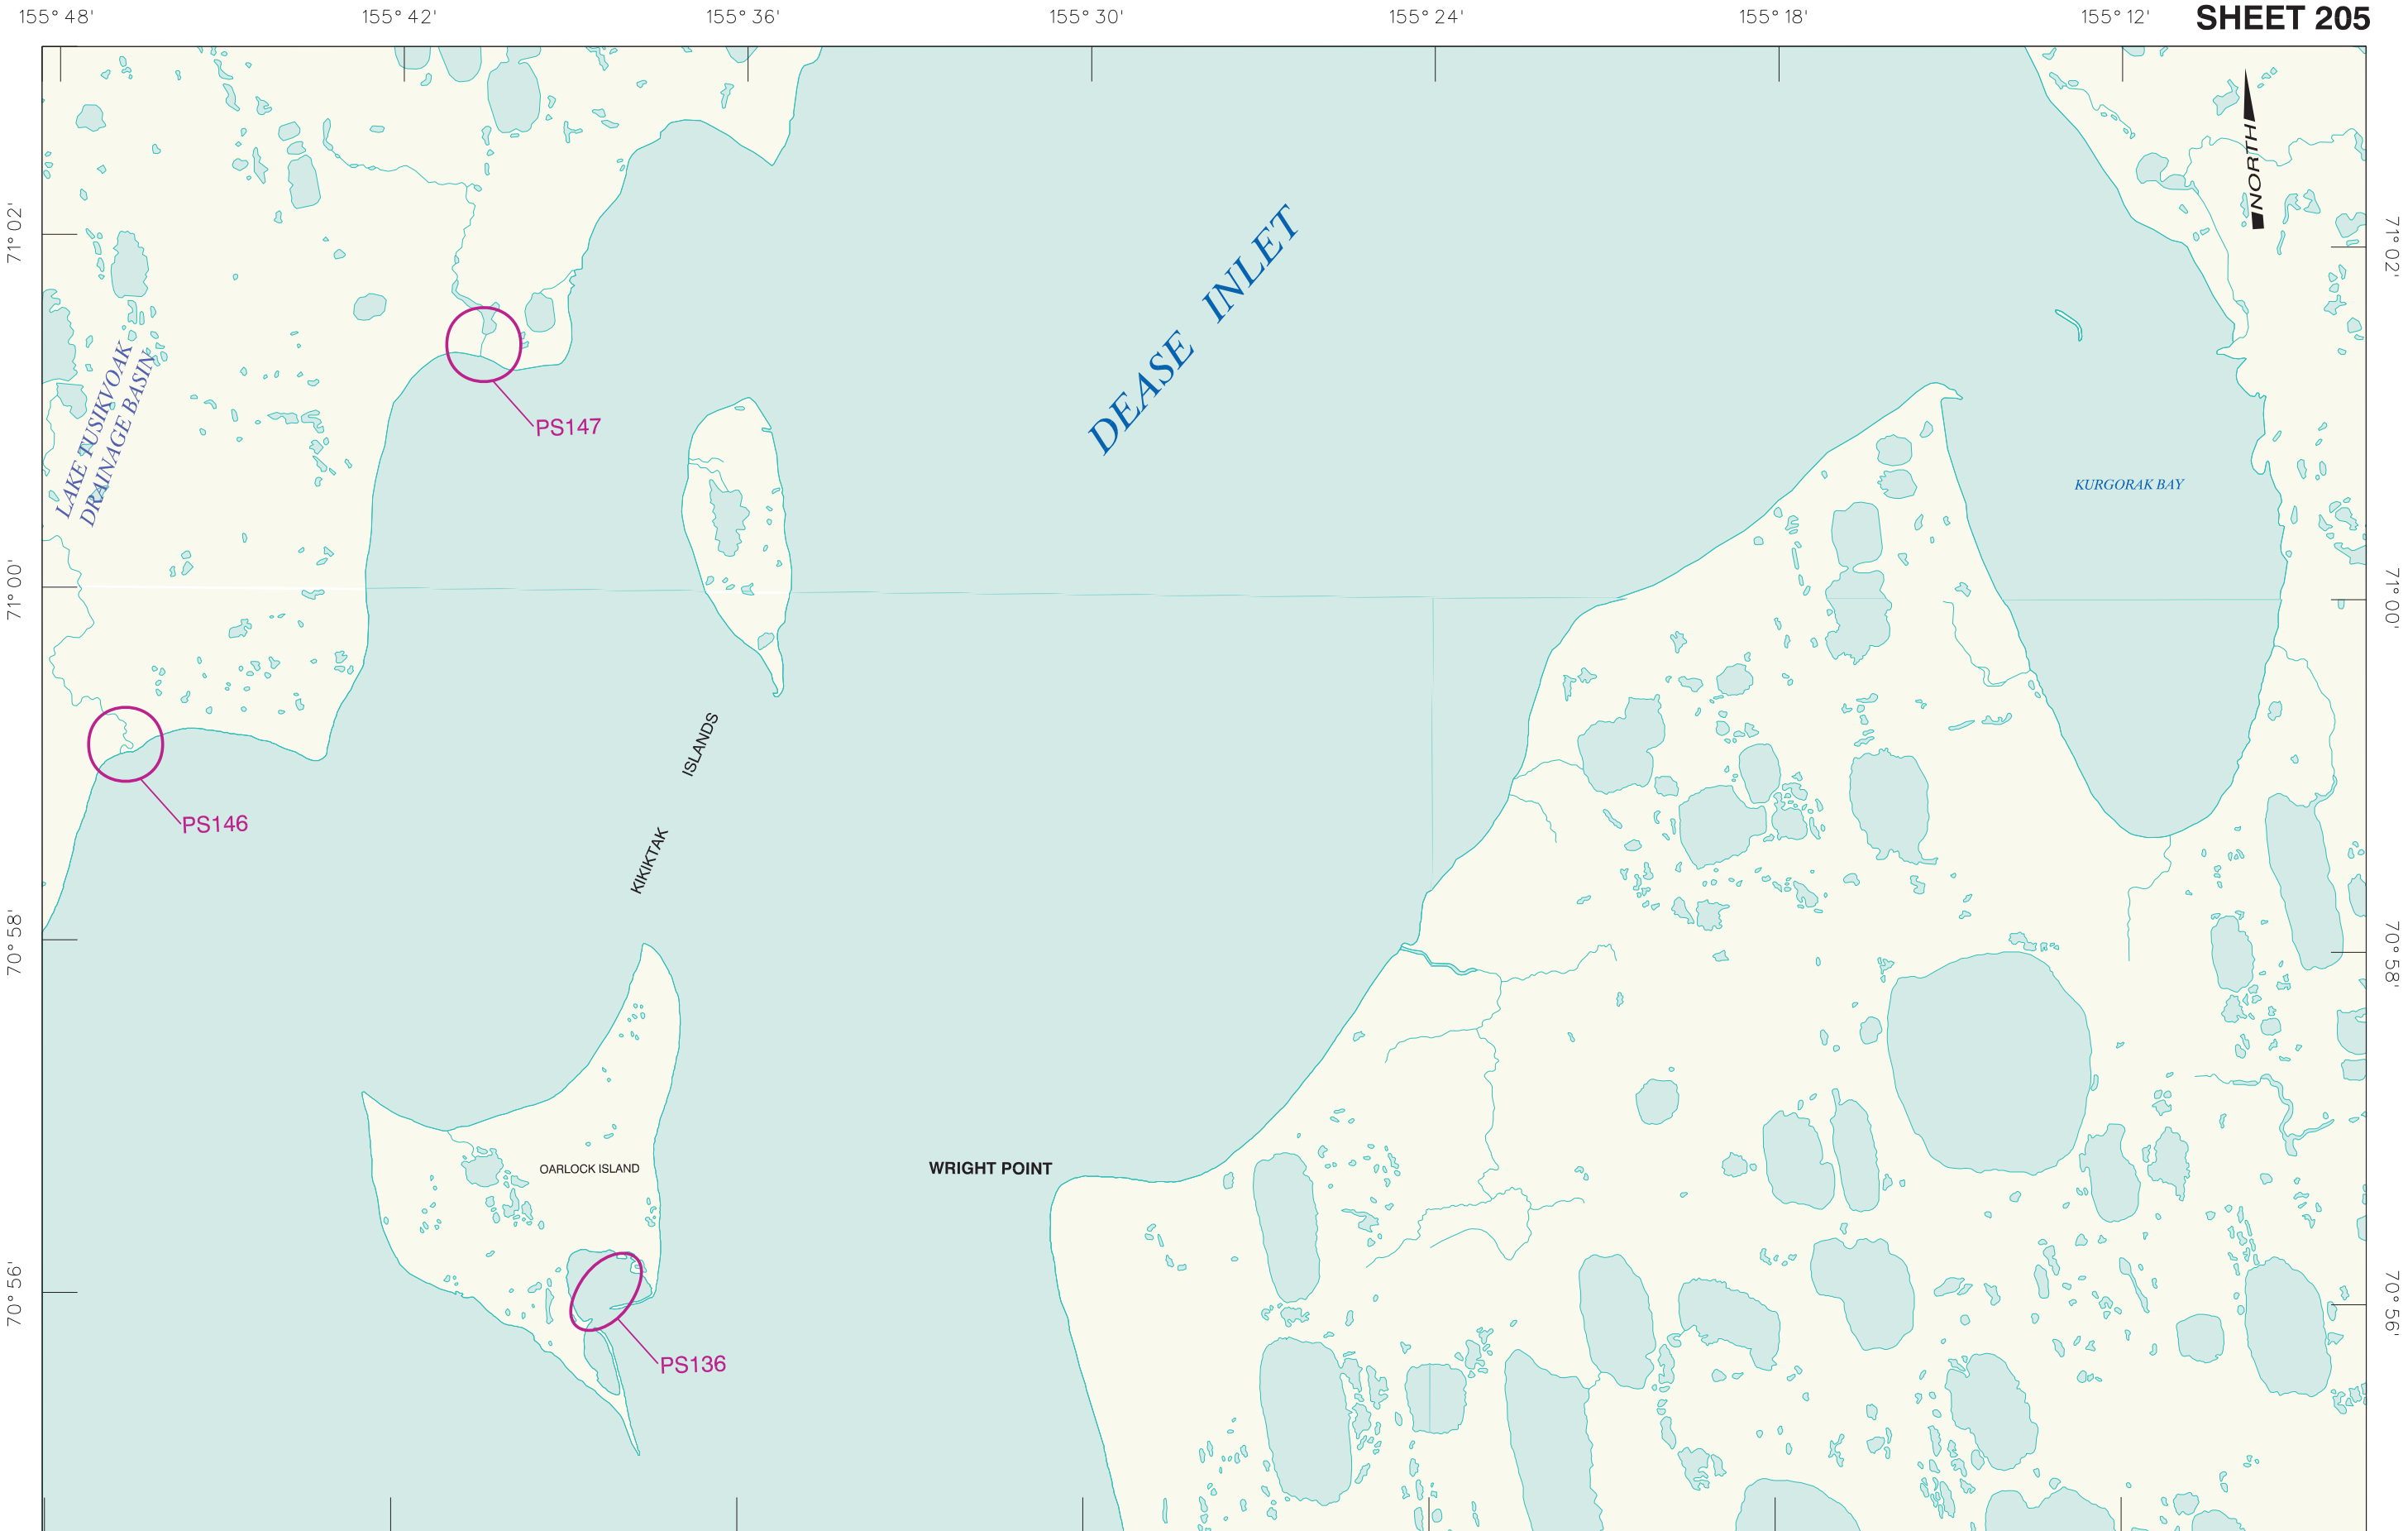 155° 48' 155° 42' 155° 36' 155° 30' 155° 24' 155° 18' 155° 12' SHEET 205
NORTH
71° 02' 71° 02'
DEASE INLET
LAKE TUSIKVOAK
DRAINAGE BASIN
PS147
KURGORAK BAY
71° 00' 71° 00'
ISLANDS
PS146
KIKIKTAK
70° 58' 70° 58'
OARLOCK ISLAND
WRIGHT POINT
70° 56' 70° 56'
PS136